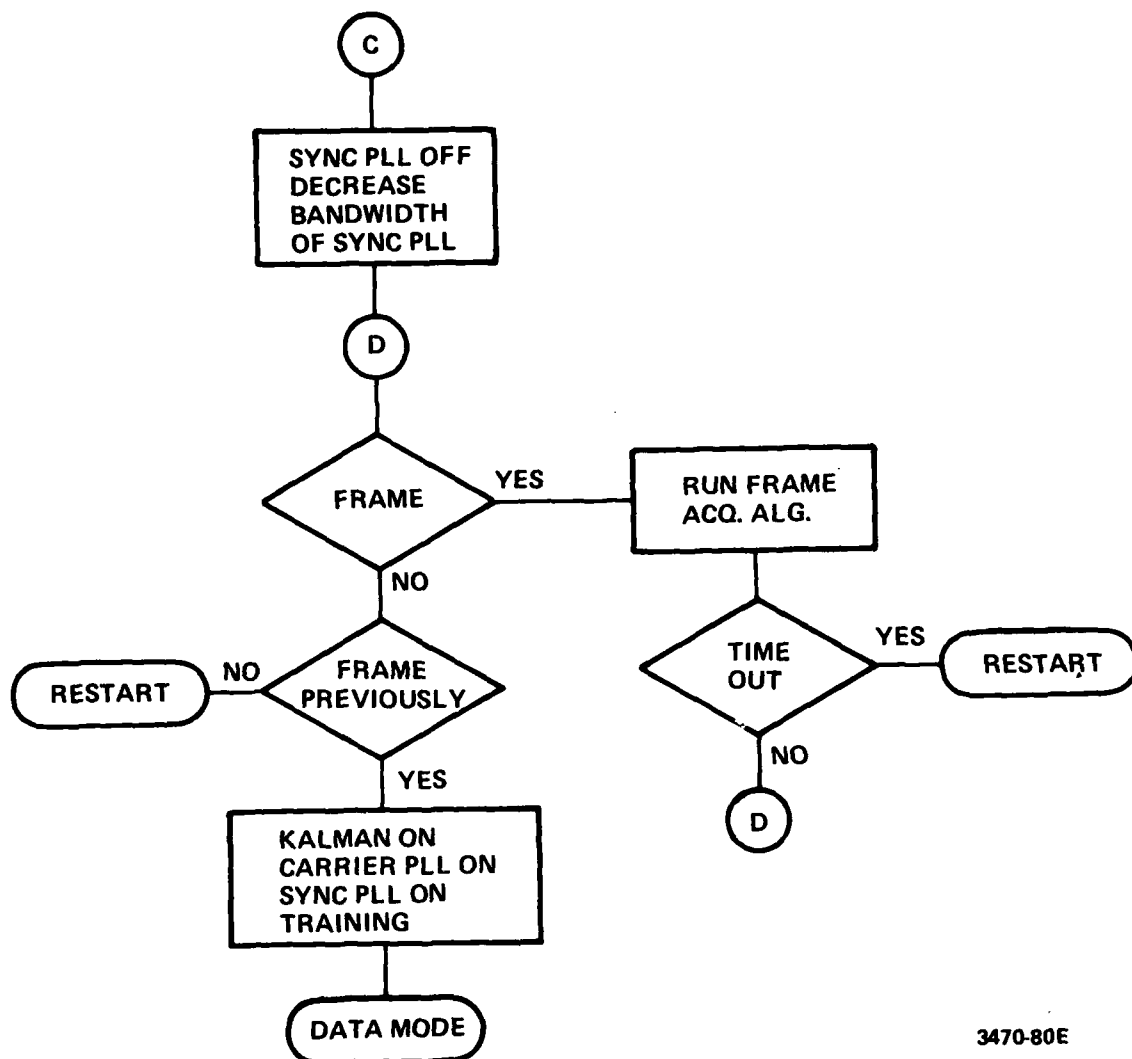 C
SYNC PLL OFF
DECREASE
BANDWIDTH
OF SYNC PLL
D
FRAME
YES
RUN FRAME
ACQ. ALG.
NO
FRAME
PREVIOUSLY
NO
RESTART
TIME
OUT
YES
RESTART
NO
D
YES
KALMAN ON
CARRIER PLL ON
SYNC PLL ON
TRAINING
DATA MODE
3470-80E